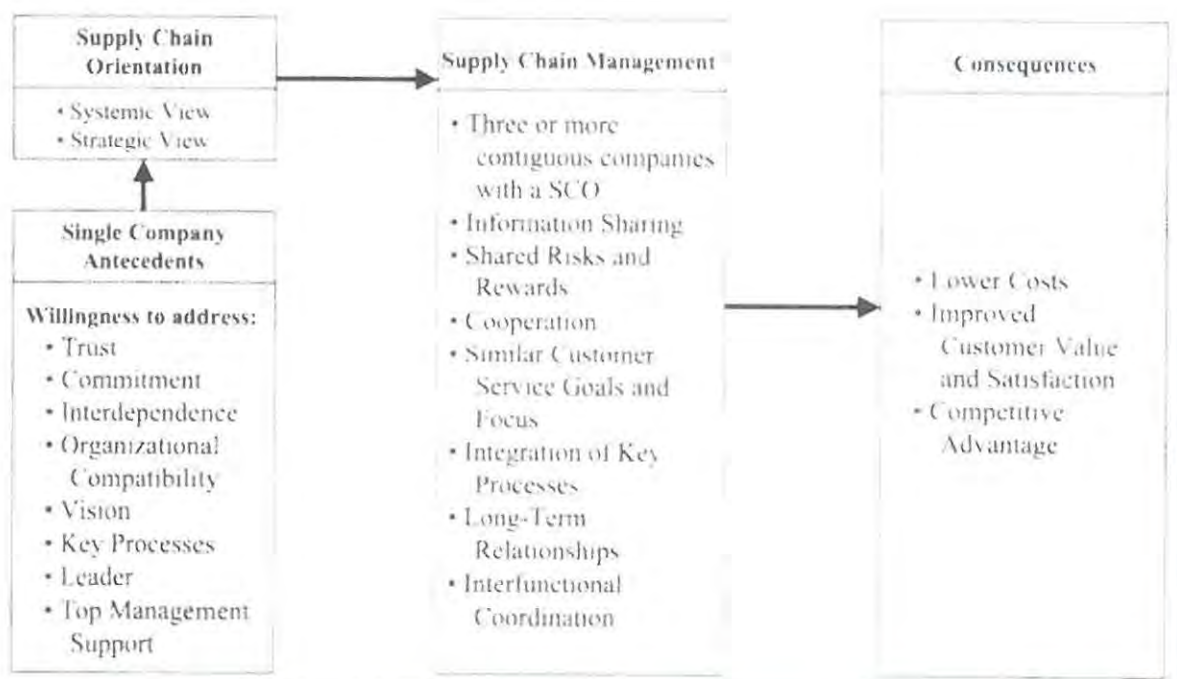 Supply Chain
Orientation
• Systemic View
• Strategic View
Single Company
Antecedents
Willingness to address:
• Trust
• Commitment
• Interdependence
• Organizational
Compatibility
• Vision
• Key Processes
• Leader
• Top Management
Support
Supply Chain Management
• Three or more
contiguous companies
with a SCO
• Information Sharing
• Shared Risks and
Rewards
• Cooperation
• Similar Customer
Service Goals and
Focus
• Integration of Key
Processes
• Long-Term
Relationships
• Interfunctional
Coordination
Consequences
• Lower Costs
• Improved
Customer Value
and Satisfaction
• Competitive
Advantage